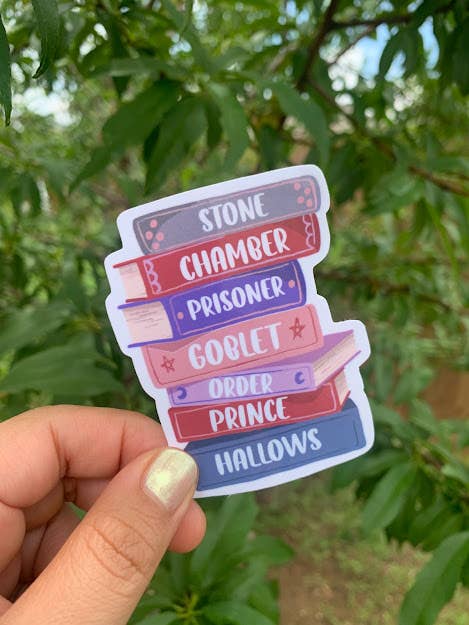 STONE
CHAMBER
PRISONER
GOBLET
ORDER
PRINCE
HALLOWS